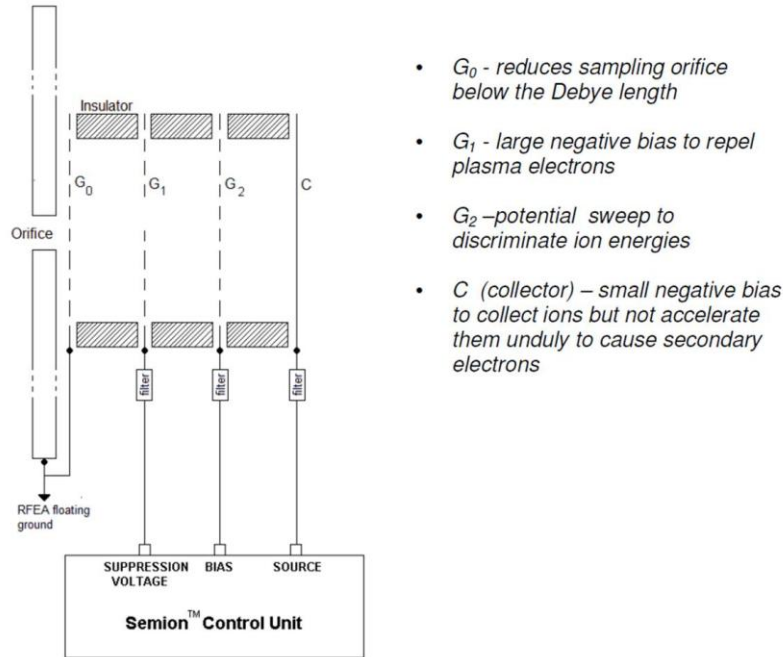 Insulator
G0
G1
G2
C
Orifice
filter
filter
filter
RFEA floating
ground
SUPPRESSION
VOLTAGE
BIAS
SOURCE
Semion™ Control Unit
• G0 - reduces sampling orifice
below the Debye length
• G1 - large negative bias to repel
plasma electrons
• G2 –potential sweep to
discriminate ion energies
• C (collector) – small negative bias
to collect ions but not accelerate
them unduly to cause secondary
electrons